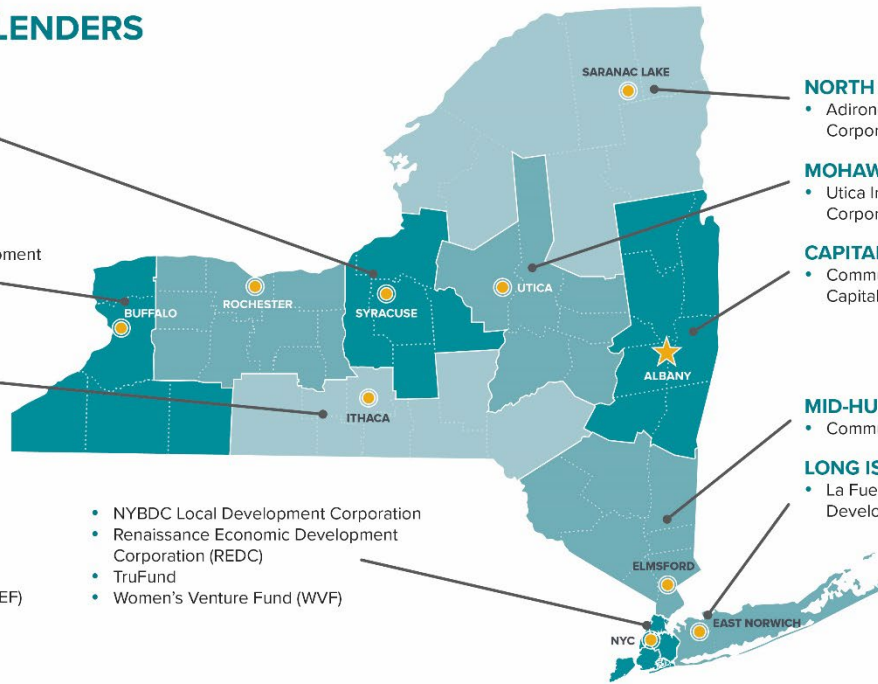 LENDERS
SARANAC LAKE
NORTH
• Adiron
Corpor
MOHAW
• Utica In
Corpor
CAPITAL
• Commu
Capital
opment
BUFFALO
ROCHESTER
SYRACUSE
UTICA
ALBANY
ITHACA
MID-HU
• Commu
LONG IS
• La Fue
Develo
• NYBDC Local Development Corporation
• Renaissance Economic Development
Corporation (REDC)
• TruFund
• Women's Venture Fund (WVF)
EF)
ELMSFORD
NYC
EAST NORWICH